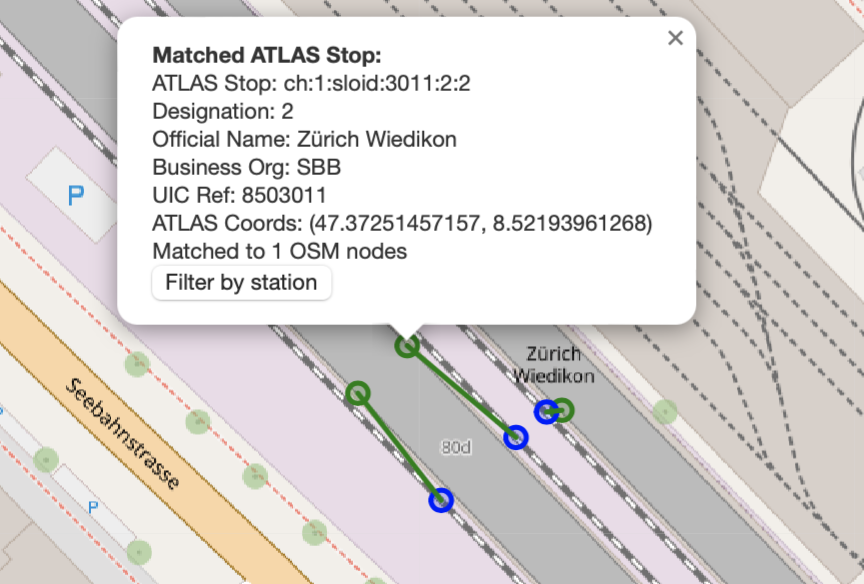 Matched ATLAS Stop:
ATLAS Stop: ch:1:sloid:3011:2:2
Designation: 2
Official Name: Zürich Wiedikon
Business Org: SBB
UIC Ref: 8503011
ATLAS Coords: (47.37251457157, 8.52193961268)
Matched to 1 OSM nodes
Filter by station
P
Zürich
Wiedikon
Seebahnstrasse
80d
P